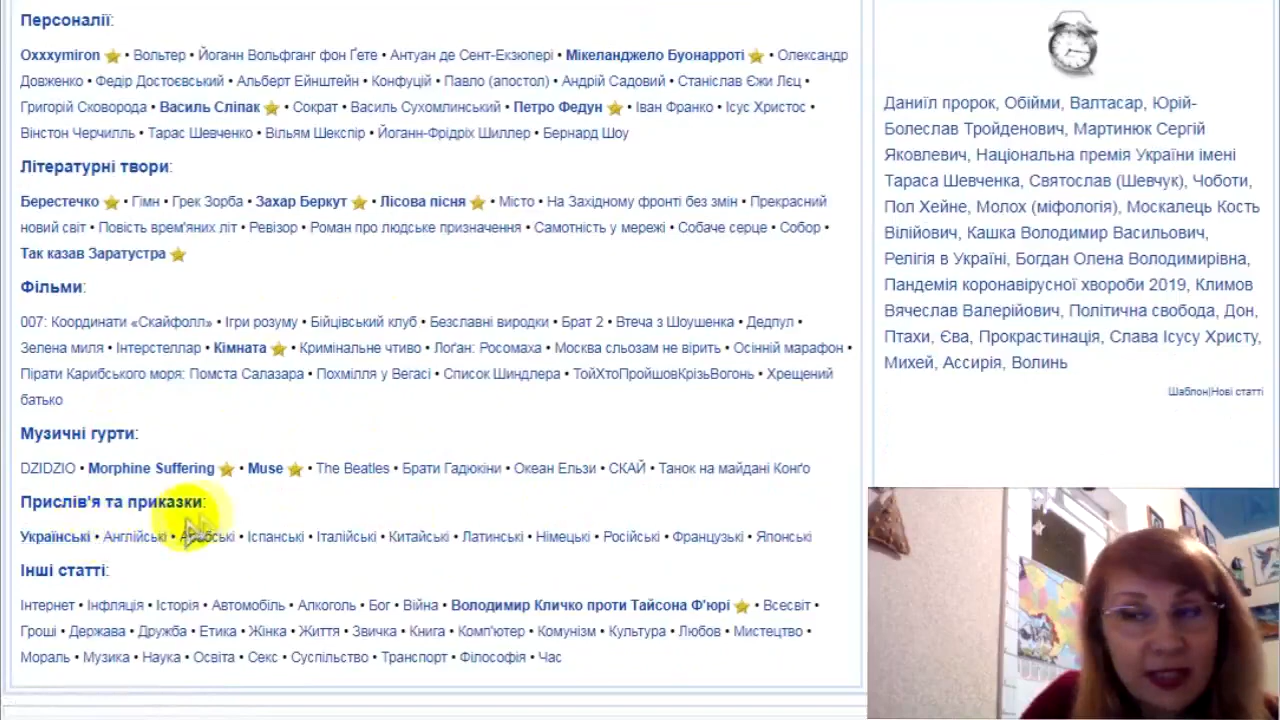 Персоналії:
Oxxxymiron • Вольтер • Йоганн Вольфганг фон Ґете • Антуан де Сент-Екзюпері • Мікеланджело Буонарроті • Олександр
Довженко • Федір Достоєвський • Альберт Ейнштейн • Конфуцій • Павло (апостол) • Андрій Садовий • Станіслав Єжи Лєц •
Григорій Сковорода • Василь Сліпак • Сократ • Василь Сухомлинський • Петро Федун • Іван Франко • Ісус Христос •
Вінстон Черчилль • Тарас Шевченко • Вільям Шекспір • Йоганн-Фрідріх Шиллер • Бернард Шоу
Літературні твори:
Берестечко • Гімн • Грек Зорба • Захар Беркут • Лісова пісня • Місто • На Західному фронті без змін • Прекрасний
новий світ • Повість врем'яних літ • Ревізор • Роман про людське призначення • Самотність у мережі • Собаче серце • Собор •
Так казав Заратустра
Фільми:
007: Координати «Скайфолл» • Ігри розуму • Бійцівський клуб • Безславні виродки • Брат 2 • Втеча з Шоушенка • Дедпул •
Зелена миля • Інтерстеллар • Кімната • Кримінальне чтиво • Лоґан: Росомаха • Москва сльозам не вірить • Осінній марафон •
Пірати Карибського моря: Помста Салазара • Похмілля у Вегасі • Список Шиндлера • ТойХтоПройшовКрізьВогонь • Хрещений
батько
Музичні гурти:
DZIDZIO • Morphine Suffering • Muse • The Beatles • Брати Гадюкіни • Океан Ельзи • СКАЙ • Танок на майдані Конґо
Прислів'я та приказки:
Українські • Англійські • Арабські • Іспанські • Італійські • Китайські • Латинські • Німецькі • Російські • Французькі • Японські
Інші статті:
Інтернет • Інфляція • Історія • Автомобіль • Алкоголь • Бог • Війна • Володимир Кличко проти Тайсона Ф'юрі • Всесвіт •
Гроші • Держава • Дружба • Етика • Жінка • Життя • Звичка • Книга • Комп'ютер • Комунізм • Культура • Любов • Мистецтво •
Мораль • Музика • Наука • Освіта • Секс • Суспільство • Транспорт • Філософія • Час
Даниїл пророк, Обійми, Валтасар, Юрій-
Болеслав Тройденович, Мартинюк Сергій
Яковлевич, Національна премія України імені
Тараса Шевченка, Святослав (Шевчук), Чоботи,
Пол Хейне, Молох (міфологія), Москалець Кость
Вілійович, Кашка Володимир Васильович,
Релігія в Україні, Богдан Олена Володимирівна,
Пандемія коронавірусної хвороби 2019, Климов
Вячеслав Валерійович, Політична свобода, Дон,
Птахи, Єва, Прокрастинація, Слава Ісусу Христу,
Михей, Ассирія, Волинь
Шаблон|Нові статті